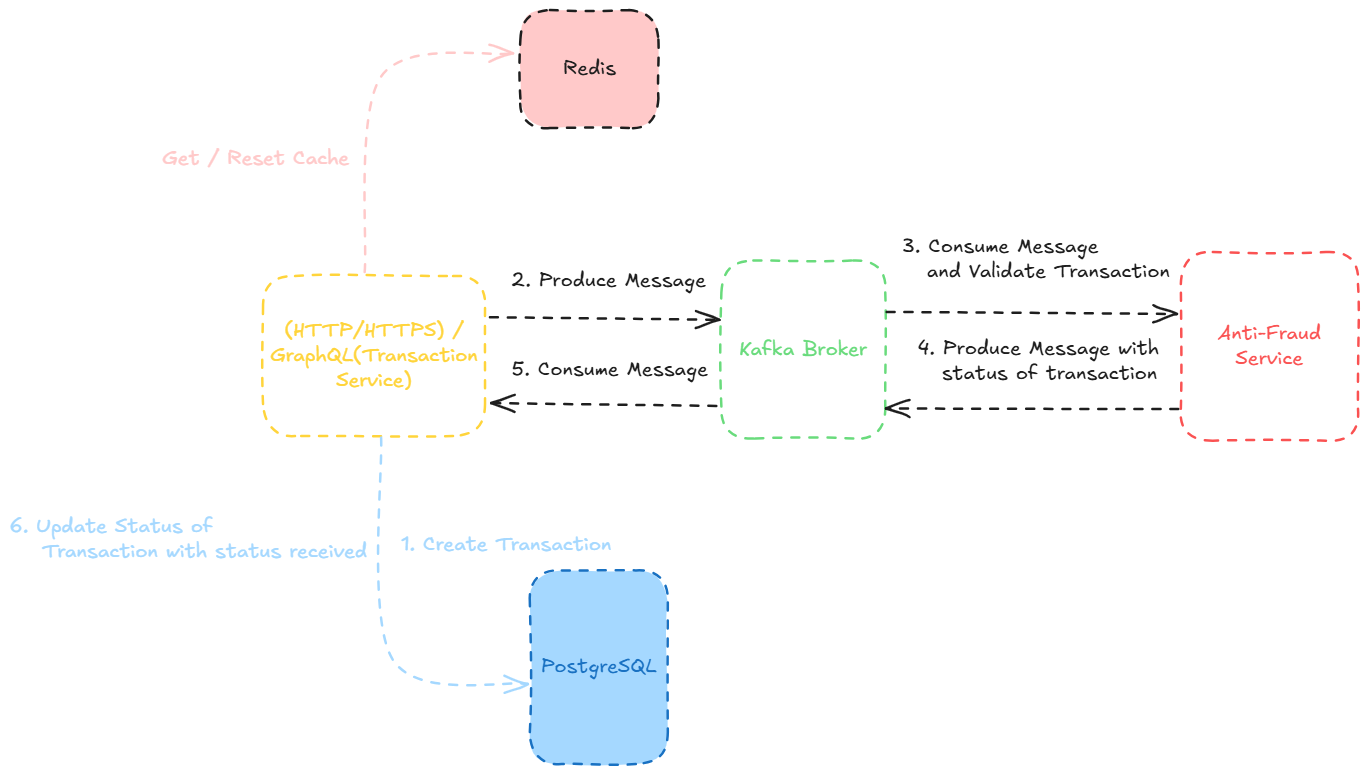 Redis
Get / Reset Cache
3. Consume Message
and Validate Transaction
2. Produce Message
(HTTP/HTTPS) /
GraphQL(Transaction
Service)
Kafka Broker
Anti-Fraud
Service
4. Produce Message with
status of transaction
5. Consume Message
6. Update Status of
Transaction with status received
1. Create Transaction
PostgreSQL